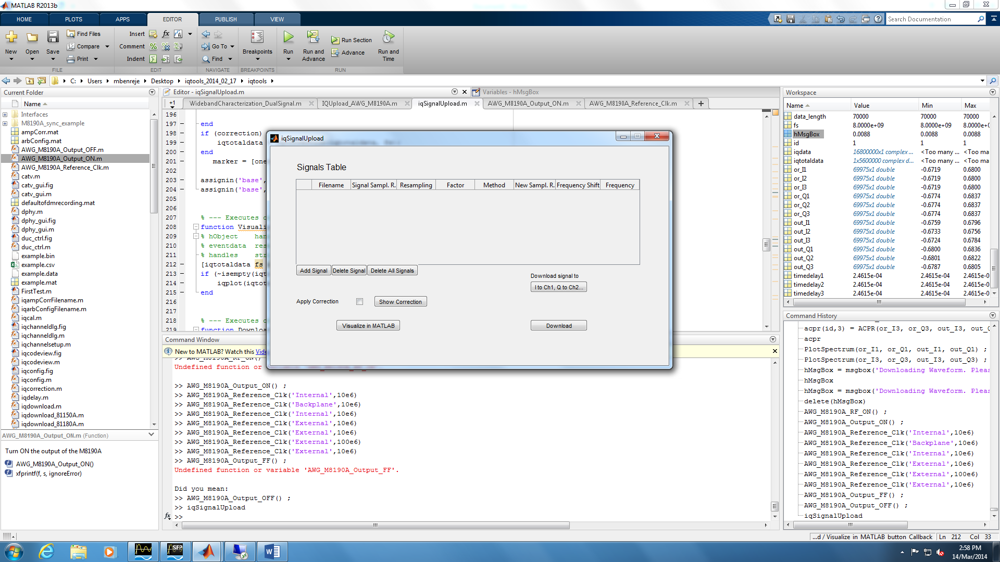 MATLAB R2013b
HOME PLOTS APPS EDITOR PUBLISH VIEW
Search Documentation
New Open Save Find Files Compare Print
FILE
Insert fx
Comment
Indent
EDIT
Go To
Find
NAVIGATE
Breakpoints
BREAKPOINTS
Run Run and Advance Run Section Advance Run and Time
RUN
C: Users mbenreje Desktop iqtools_2014_02_17 iqtools
Current Folder
Name
Interfaces
M8190A_sync_example
ampCorr.mat
arbConfig.mat
AWG_M8190A_Output_OFF.m
AWG_M8190A_Output_ON.m
AWG_M8190A_Reference_Clk.m
catv.m
catv_gui.fig
catv_gui.m
defaultofdmrecording.mat
dphy.m
dphy_gui.fig
dphy_gui.m
duc_ctrl.fig
duc_ctrl.m
example.bin
example.csv
example.data
example.mat
FirstTest.m
iqampCorrFilename.m
iqarbConfigFilename.m
iqcal.m
iqchanneldlg.fig
iqchanneldlg.m
iqchannelsetup.m
iqcodeview.fig
iqcodeview.m
iqconfig.fig
iqconfig.m
iqcorrection.m
iqdelay.m
iqdownload.m
iqdownload_81150A.m
iqdownload_81180A.m
AWG_M8190A_Output_ON.m (Function)
Turn ON the output of the M8190A
AWG_M8190A_Output_ON()
xfprintf(f, s, ignoreError)
Editor - iqSignalUpload.m
Variables - hMsgBox
+1 WidebandCharacterization_DualSignal.m IQUpload_AWG_M8190A.m iqSignalUpload.m AWG_M8190A_Output_ON.m AWG_M8190A_Reference_Clk.m
196
197 end
198 if (correction)
199 iqtotaldata
200 end
201 marker = [one
202
203 assignin('base',
204 assignin('base',
205
206
207 % --- Executes o
208 function Visuali
209 % hObject han
210 % eventdata res
211 % handles str
212 [iqtotaldata fs
213 if (~isempty(iqt
214 iqplot(iqtot
215 end
216
217
218 % --- Executes o
219 function Downloa
iqSignalUpload
Signals Table
Filename Signal Sampl. R. Resampling Factor Method New Sampl. R. Frequency Shift Frequency
Add Signal Delete Signal Delete All Signals
Download signal to
I to Ch1, Q to Ch2...
Apply Correction Show Correction
Visualize in MATLAB Download
Command Window
New to MATLAB? Watch this Vide
>> AWG_M8190A_RF_ON()
Undefined function or
>> AWG_M8190A_Output_ON() ;
>> AWG_M8190A_Reference_Clk('Internal',10e6)
>> AWG_M8190A_Reference_Clk('Backplane',10e6)
>> AWG_M8190A_Reference_Clk('Internal',10e6)
>> AWG_M8190A_Reference_Clk('External',10e6)
>> AWG_M8190A_Reference_Clk('External',10e6)
>> AWG_M8190A_Reference_Clk('External',100e6)
>> AWG_M8190A_Reference_Clk('External',10e6)
>> AWG_M8190A_Output_FF() ;
Undefined function or variable 'AWG_M8190A_Output_FF'.
Did you mean:
>> AWG_M8190A_Output_OFF() ;
>> iqSignalUpload
fx >>
Workspace
Name Value Min Max
data_length 70000 70000 70000
fs 8.0000e+09 8.0000e+09 8.0000e+0
hMsgBox 0.0088 0.0088 0.0088
id 1 1 1
iqdata 16800000x1 complex ... <Too many ... <Too ma
iqtotaldata 1x5600000 complex d... <Too many ... <Too ma
or_I1 69975x1 double -0.6719 0.6800
or_I2 69975x1 double -0.6719 0.6800
or_I3 69975x1 double -0.6719 0.6800
or_Q1 69975x1 double -0.6774 0.6837
or_Q2 69975x1 double -0.6774 0.6837
or_Q3 69975x1 double -0.6774 0.6837
out_I1 69975x1 double -0.6759 0.6796
out_I2 69975x1 double -0.6733 0.6756
out_I3 69975x1 double -0.6724 0.6784
out_Q1 69975x1 double -0.6800 0.6836
out_Q2 69975x1 double -0.6801 0.6822
out_Q3 69975x1 double -0.6787 0.6805
timedelay1 2.4615e-04 2.4615e-04 2.4615e-0
timedelay2 2.4615e-04 2.4615e-04 2.4615e-0
timedelay3 2.4615e-04 2.4615e-04 2.4615e-0
Command History
acpr(id,3) = ACPR(or_I3, or_Q3, out_I3, out_Q
acpr
PlotSpectrum(or_I1, or_Q1, out_I1, out_Q1) ;
PlotSpectrum(or_I3, or_Q3, out_I3, out_Q3) ;
hMsgBox = msgbox('Downloading Waveform. Pleas
hMsgBox
hMsgBox = msgbox('Downloading Waveform. Pleas
delete(hMsgBox)
AWG_M8190A_RF_ON() ;
AWG_M8190A_Output_ON() ;
AWG_M8190A_Reference_Clk('Internal',10e6)
AWG_M8190A_Reference_Clk('Backplane',10e6)
AWG_M8190A_Reference_Clk('Internal',10e6)
AWG_M8190A_Reference_Clk('External',10e6)
AWG_M8190A_Reference_Clk('External',100e6)
AWG_M8190A_Reference_Clk('External',10e6)
AWG_M8190A_Output_FF() ;
AWG_M8190A_Output_OFF() ;
iqSignalUpload
...d / Visualize in MATLAB button Callback Ln 212 Col 33
SFP
2:58 PM
14/Mar/2014